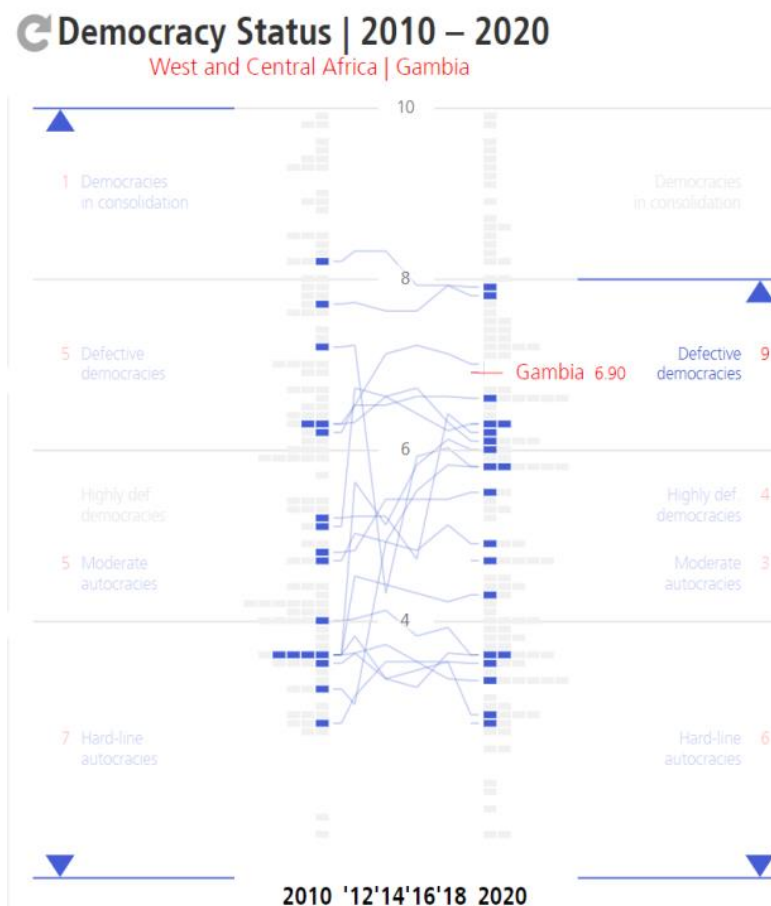 Democracy Status | 2010 – 2020
West and Central Africa | Gambia
10
1 Democracies
in consolidation
Democracies
in consolidation
8
5 Defective
democracies
Defective 9
democracies
Gambia 6.90
6
Highly def
democracies
Highly def. 4
democracies
5 Moderate
autocracies
Moderate 3
autocracies
4
7 Hard-line
autocracies
Hard-line 6
autocracies
2010 '12'14'16'18 2020